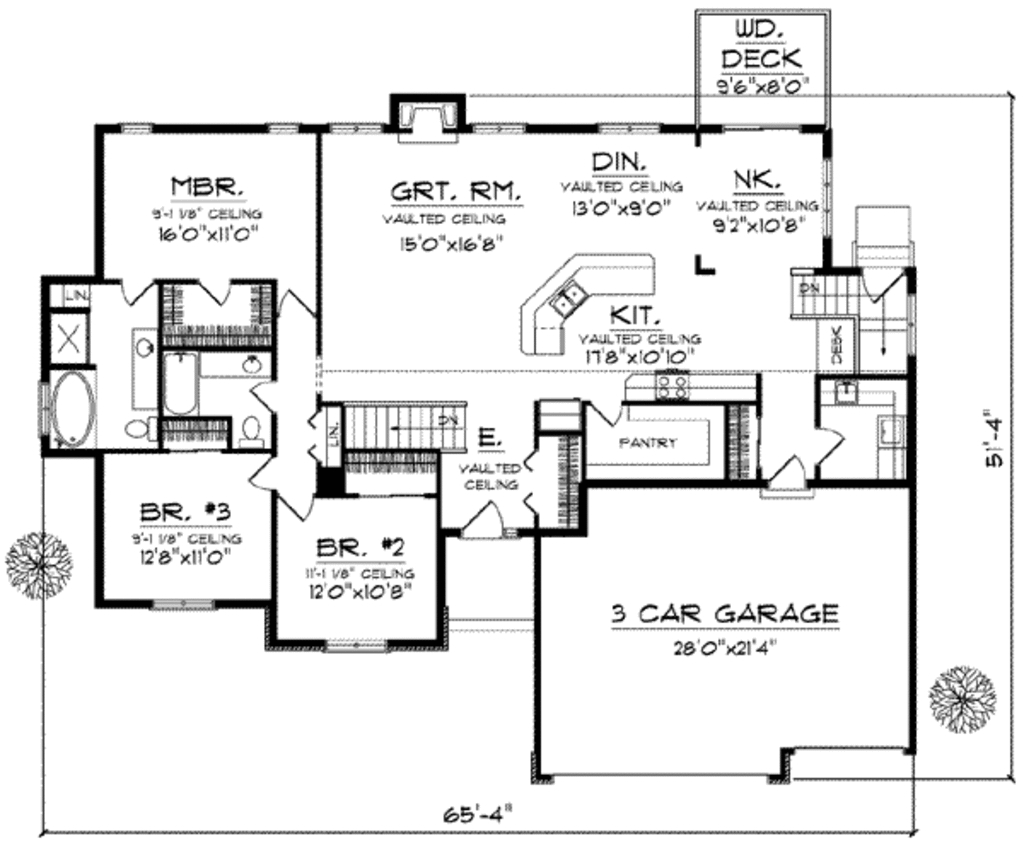 WD.
DECK
9'6"x8'0"
MBR.
9'-1 1/8" CEILING
16'0"x11'0"
GRT. RM.
VAULTED CEILING
15'0"x16'8"
DIN.
VAULTED CEILING
13'0"x9'0"
NK.
VAULTED CEILING
9'2"x10'8"
LIN.
DN
KIT.
VAULTED CEILING
17'8"x10'10"
DESK
LIN.
DN
E.
VAULTED
CEILING
PANTRY
51'-4"
BR. #3
9'-1 1/8" CEILING
12'8"x11'0"
BR. #2
11'-1 1/8" CEILING
12'0"x10'8"
3 CAR GARAGE
28'0"x21'4"
65'-4"